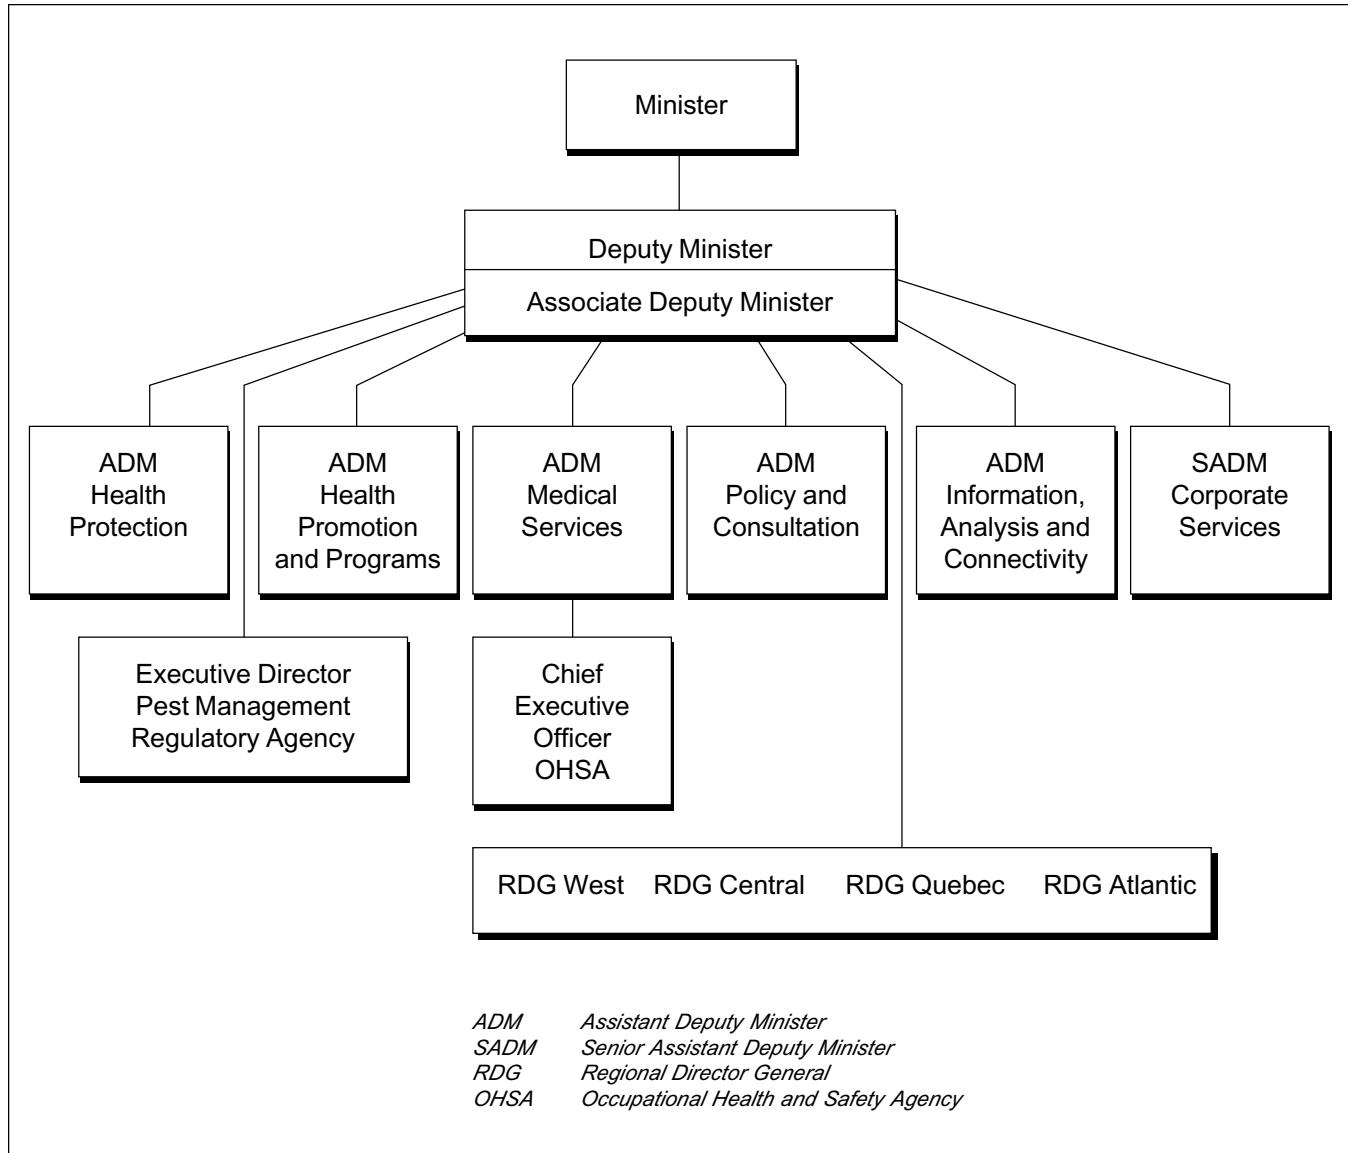 Minister
Deputy Minister
Associate Deputy Minister
ADM
Health
Protection
ADM
Health
Promotion
and Programs
ADM
Medical
Services
ADM
Policy and
Consultation
ADM
Information,
Analysis and
Connectivity
SADM
Corporate
Services
Executive Director
Pest Management
Regulatory Agency
Chief
Executive
Officer
OHSA
RDG West RDG Central RDG Quebec RDG Atlantic
ADM Assistant Deputy Minister
SADM Senior Assistant Deputy Minister
RDG Regional Director General
OHSA Occupational Health and Safety Agency